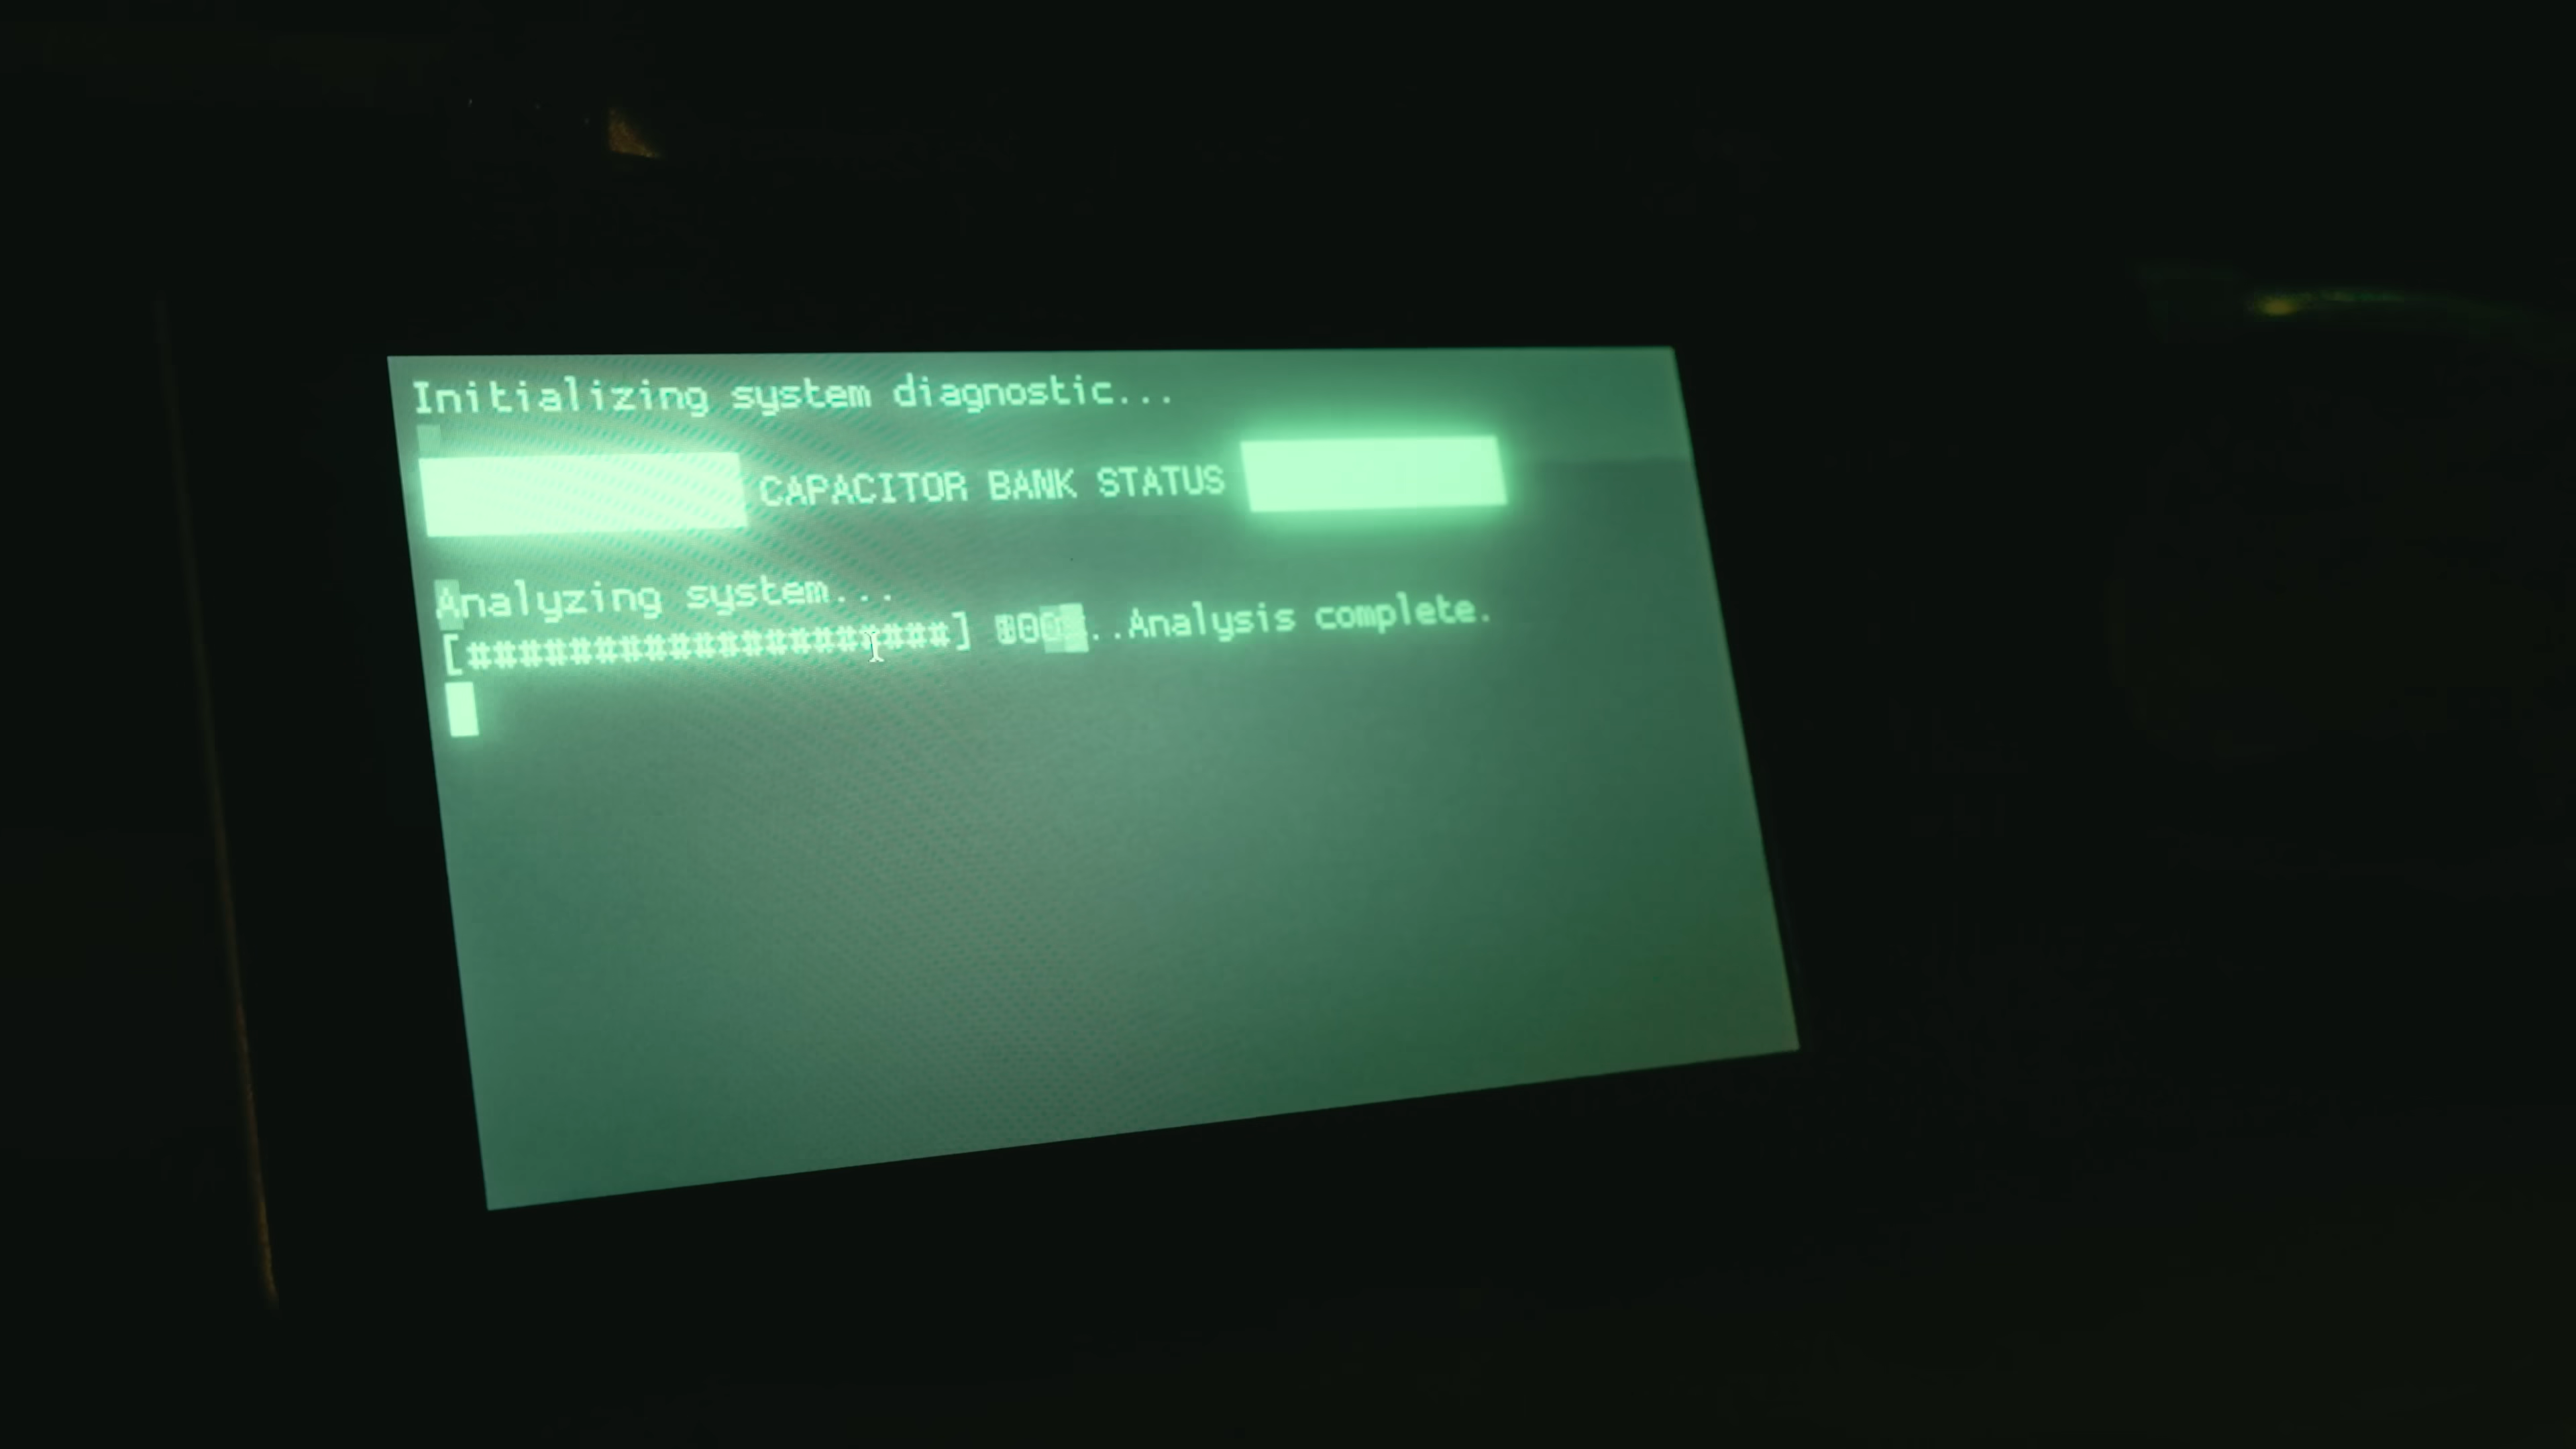 Initializing system diagnostic...
CAPACITOR BANK STATUS
Analyzing system...
[###################] ...Analysis complete.